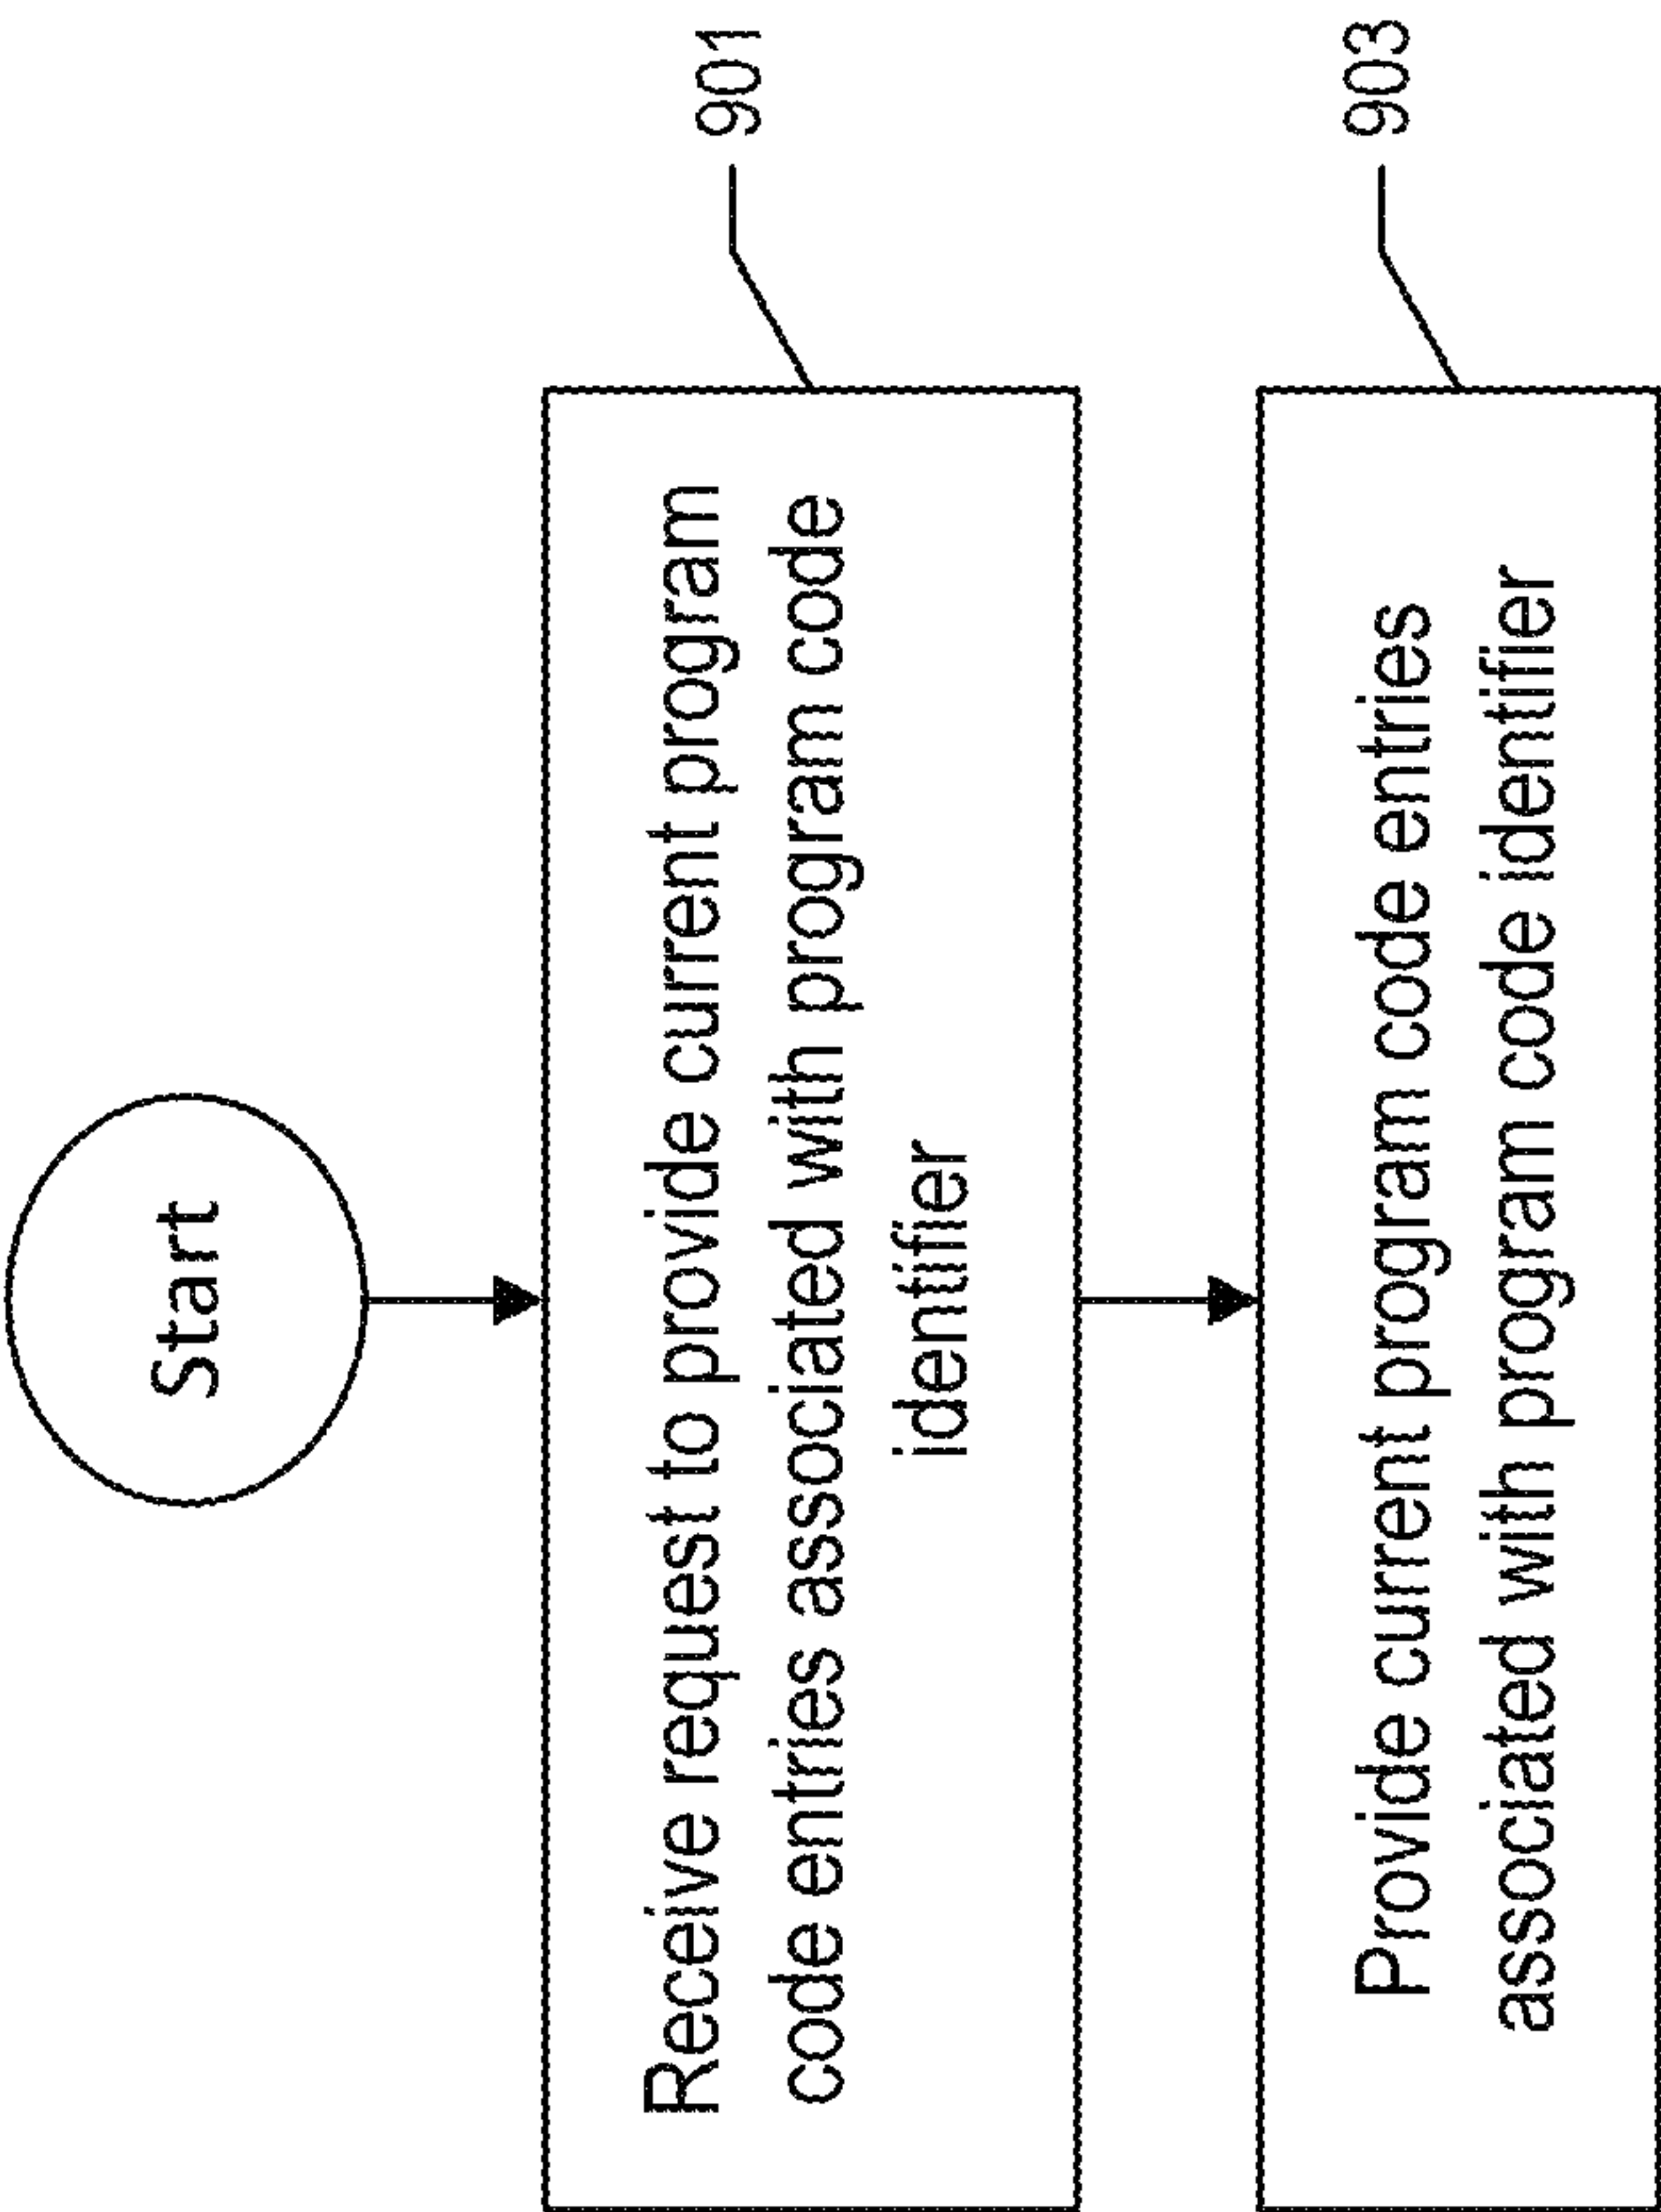 Start
901
Receive request to provide current program
code entries associated with program code
identifier
903
Provide current program code entries
associated with program code identifier